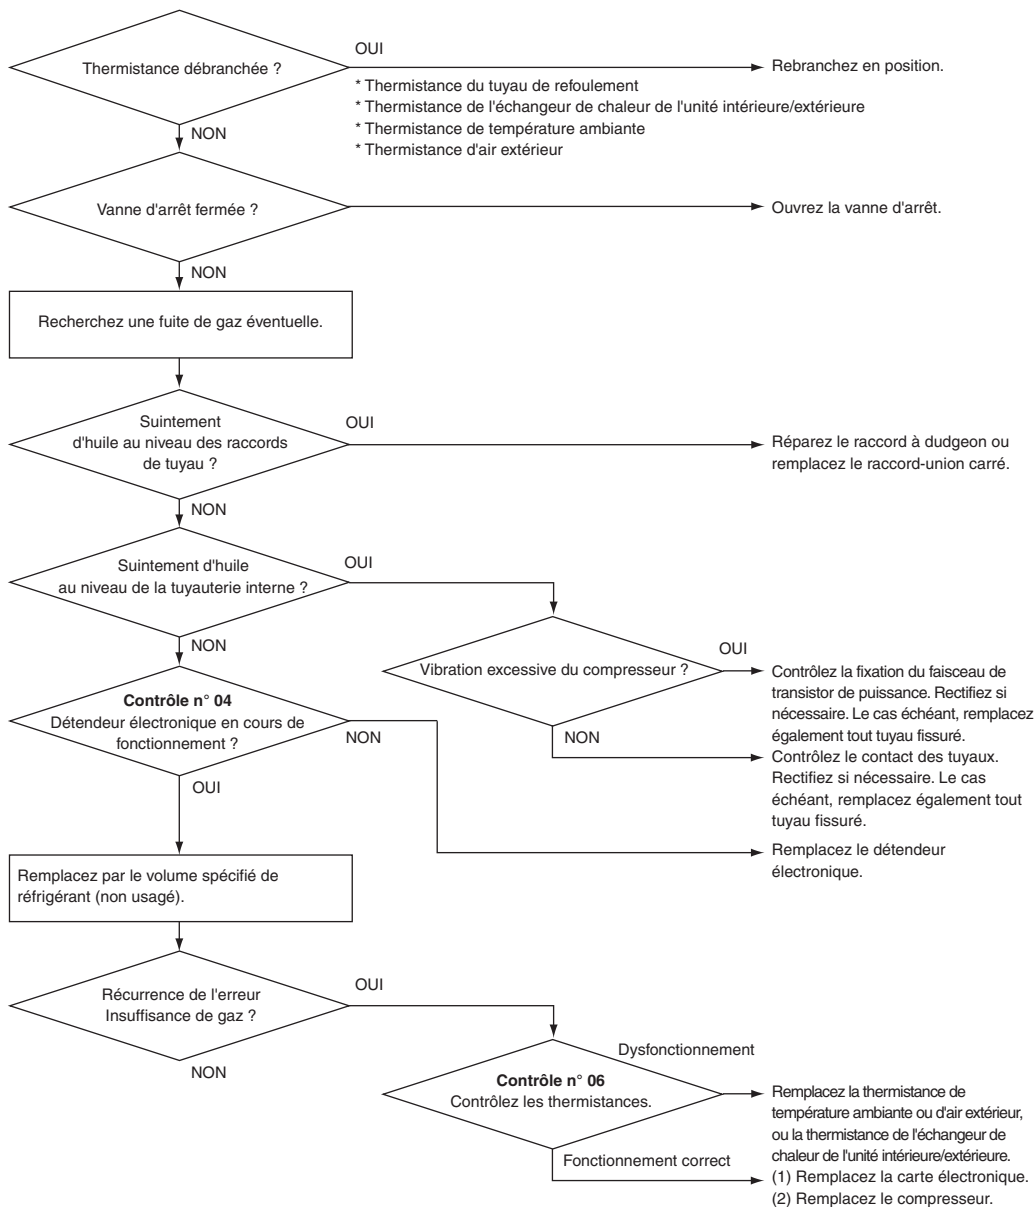 OUI
Thermistance débranchée ?
Rebranchez en position.
* Thermistance du tuyau de refoulement
* Thermistance de l'échangeur de chaleur de l'unité intérieure/extérieure
* Thermistance de température ambiante
* Thermistance d'air extérieur
NON
Vanne d'arrêt fermée ?
Ouvrez la vanne d'arrêt.
NON
Recherchez une fuite de gaz éventuelle.
Suintement
d'huile au niveau des raccords
de tuyau ?
OUI
Réparez le raccord à dudgeon ou
remplacez le raccord-union carré.
NON
Suintement d'huile
au niveau de la tuyauterie interne ?
OUI
NON
Vibration excessive du compresseur ?
OUI
Contrôlez la fixation du faisceau de
transistor de puissance. Rectifiez si
nécessaire. Le cas échéant, remplacez
également tout tuyau fissuré.
NON
Contrôlez le contact des tuyaux.
Rectifiez si nécessaire. Le cas
échéant, remplacez également tout
tuyau fissuré.
Contrôle n° 04
Détendeur électronique en cours de
fonctionnement ?
NON
Remplacez le détendeur
électronique.
OUI
Remplacez par le volume spécifié de
réfrigérant (non usagé).
Récurrence de l'erreur
Insuffisance de gaz ?
OUI
NON
Dysfonctionnement
Contrôle n° 06
Contrôlez les thermistances.
Remplacez la thermistance de
température ambiante ou d'air extérieur,
ou la thermistance de l'échangeur de
chaleur de l'unité intérieure/extérieure.
Fonctionnement correct
(1) Remplacez la carte électronique.
(2) Remplacez le compresseur.